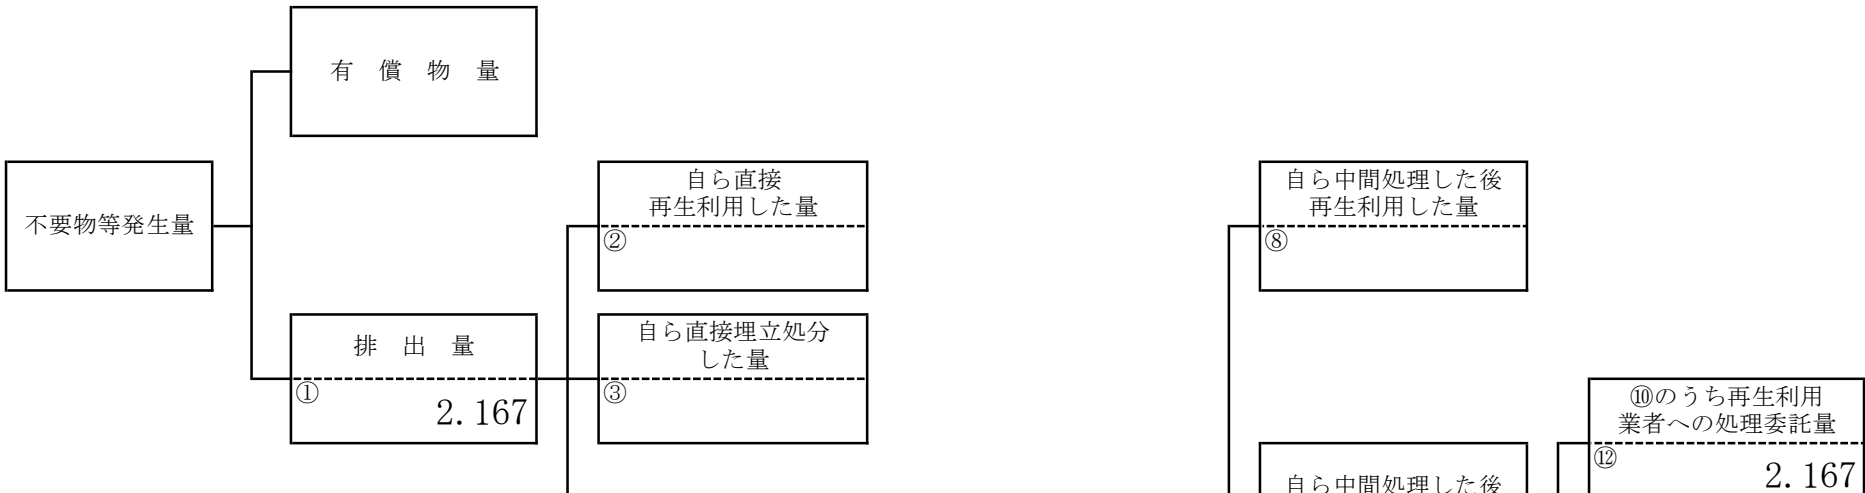 有 償 物 量
不要物等発生量
自ら直接
再生利用した量
②
自ら中間処理した後
再生利用した量
⑧
排 出 量
①
2.167
自ら直接埋立処分
した量
③
⑩のうち再生利用
業者への処理委託量
⑫
2.167
自ら中間処理した後